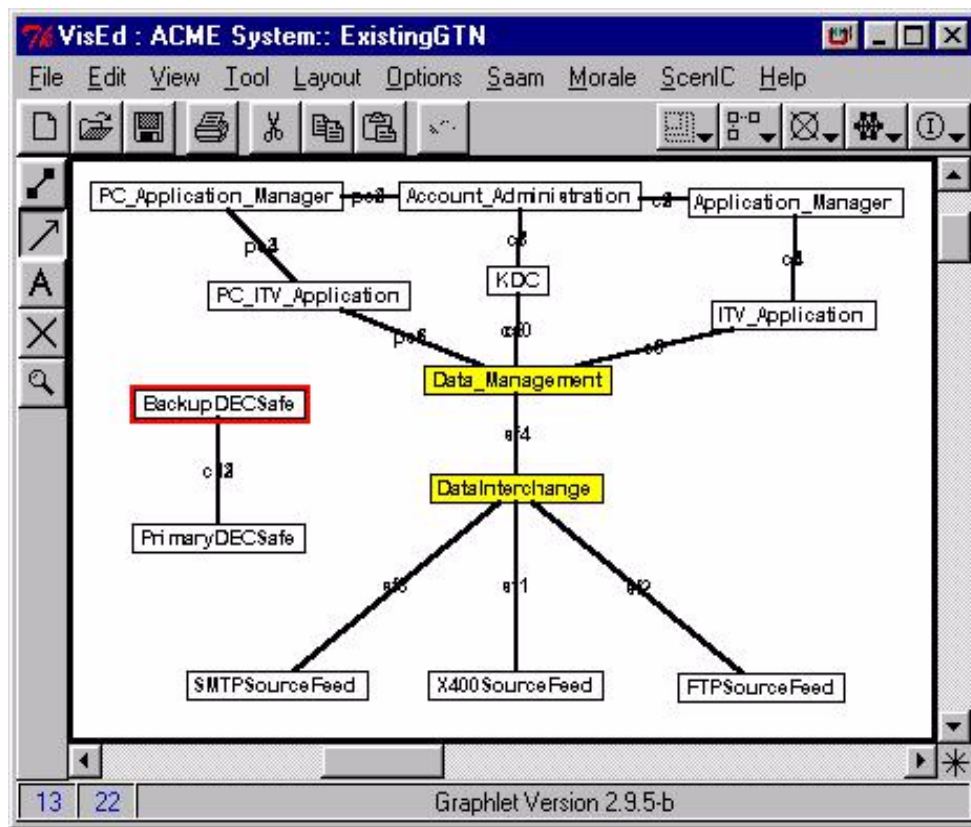 VisEd : ACME System:: ExistingGTN
File Edit View Tool Layout Options Saam Morale ScenIC Help
PC_Application_Manager
Account_Administration
Application_Manager
KDC
PC_ITV_Application
ITV_Application
Data_Management
BackupDECSafe
af4
DataInterchange
PrimaryDECSafe
SMTPSourceFeed
X400SourceFeed
FTPSourceFeed
A
13 22 Graphlet Version 2.9.5-b